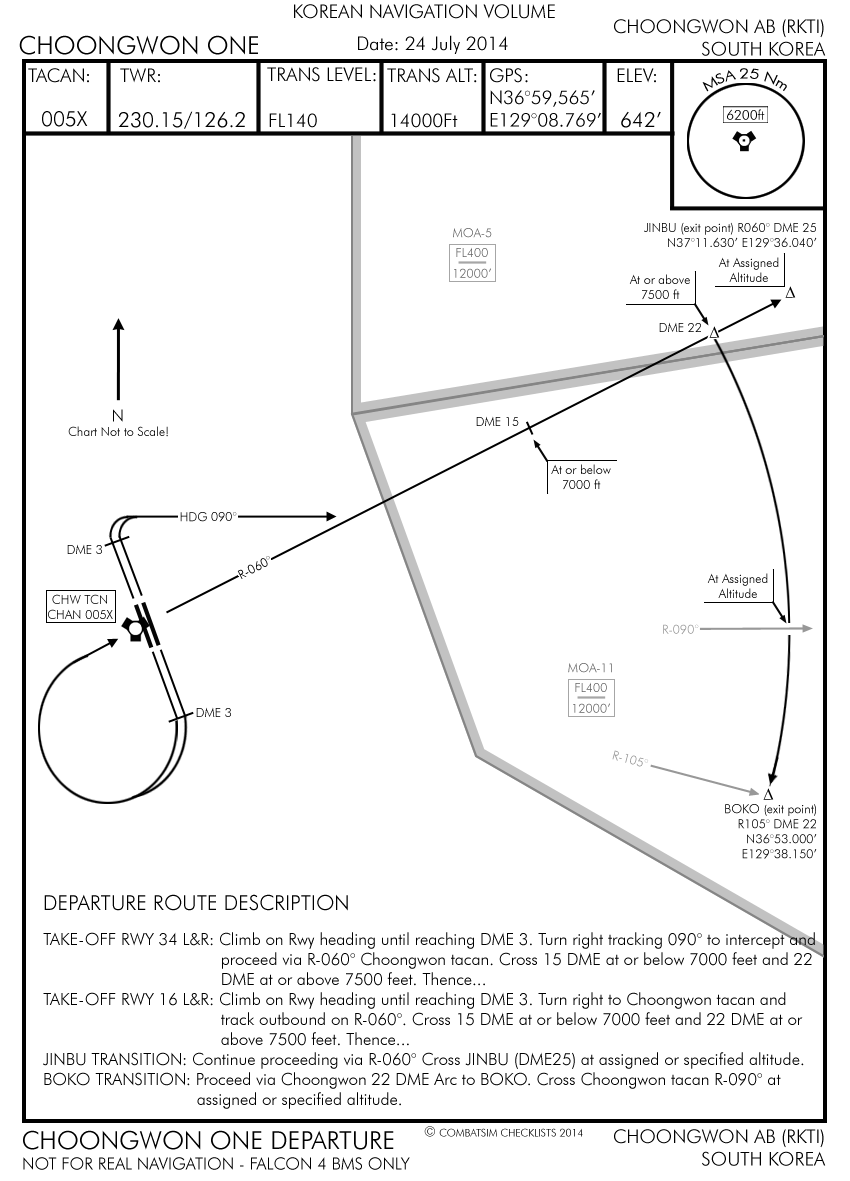 KOREAN NAVIGATION VOLUME
CHOONGWON ONE
Date: 24 July 2014
CHOONGWON AB (RKTI)
SOUTH KOREA
TACAN:
005X
TWR:
230.15/126.2
TRANS LEVEL:
FL140
TRANS ALT:
14000Ft
GPS:
N36°59,565’
E129°08.769’
ELEV:
642’
MSA 25 Nm
6200ft
JINBU (exit point) R060° DME 25
N37°11.630’ E129°36.040’
MOA-5
FL400
12000’
At Assigned
Altitude
At or above
7500 ft
DME 22
N
Chart Not to Scale!
DME 15
At or below
7000 ft
HDG 090°
DME 3
R-060°
CHW TCN
CHAN 005X
At Assigned
Altitude
R-090°
MOA-11
FL400
12000’
DME 3
R-105°
BOKO (exit point)
R105° DME 22
N36°53.000’
E129°38.150’
DEPARTURE ROUTE DESCRIPTION
TAKE-OFF RWY 34 L&R: Climb on Rwy heading until reaching DME 3. Turn right tracking 090° to intercept and
proceed via R-060° Choongwon tacan. Cross 15 DME at or below 7000 feet and 22
DME at or above 7500 feet. Thence...
TAKE-OFF RWY 16 L&R: Climb on Rwy heading until reaching DME 3. Turn right to Choongwon tacan and
track outbound on R-060°. Cross 15 DME at or below 7000 feet and 22 DME at or
above 7500 feet. Thence...
JINBU TRANSITION: Continue proceeding via R-060° Cross JINBU (DME25) at assigned or specified altitude.
BOKO TRANSITION: Proceed via Choongwon 22 DME Arc to BOKO. Cross Choongwon tacan R-090° at
assigned or specified altitude.
CHOONGWON ONE DEPARTURE
© COMBATSIM CHECKLISTS 2014
CHOONGWON AB (RKTI)
NOT FOR REAL NAVIGATION - FALCON 4 BMS ONLY
SOUTH KOREA